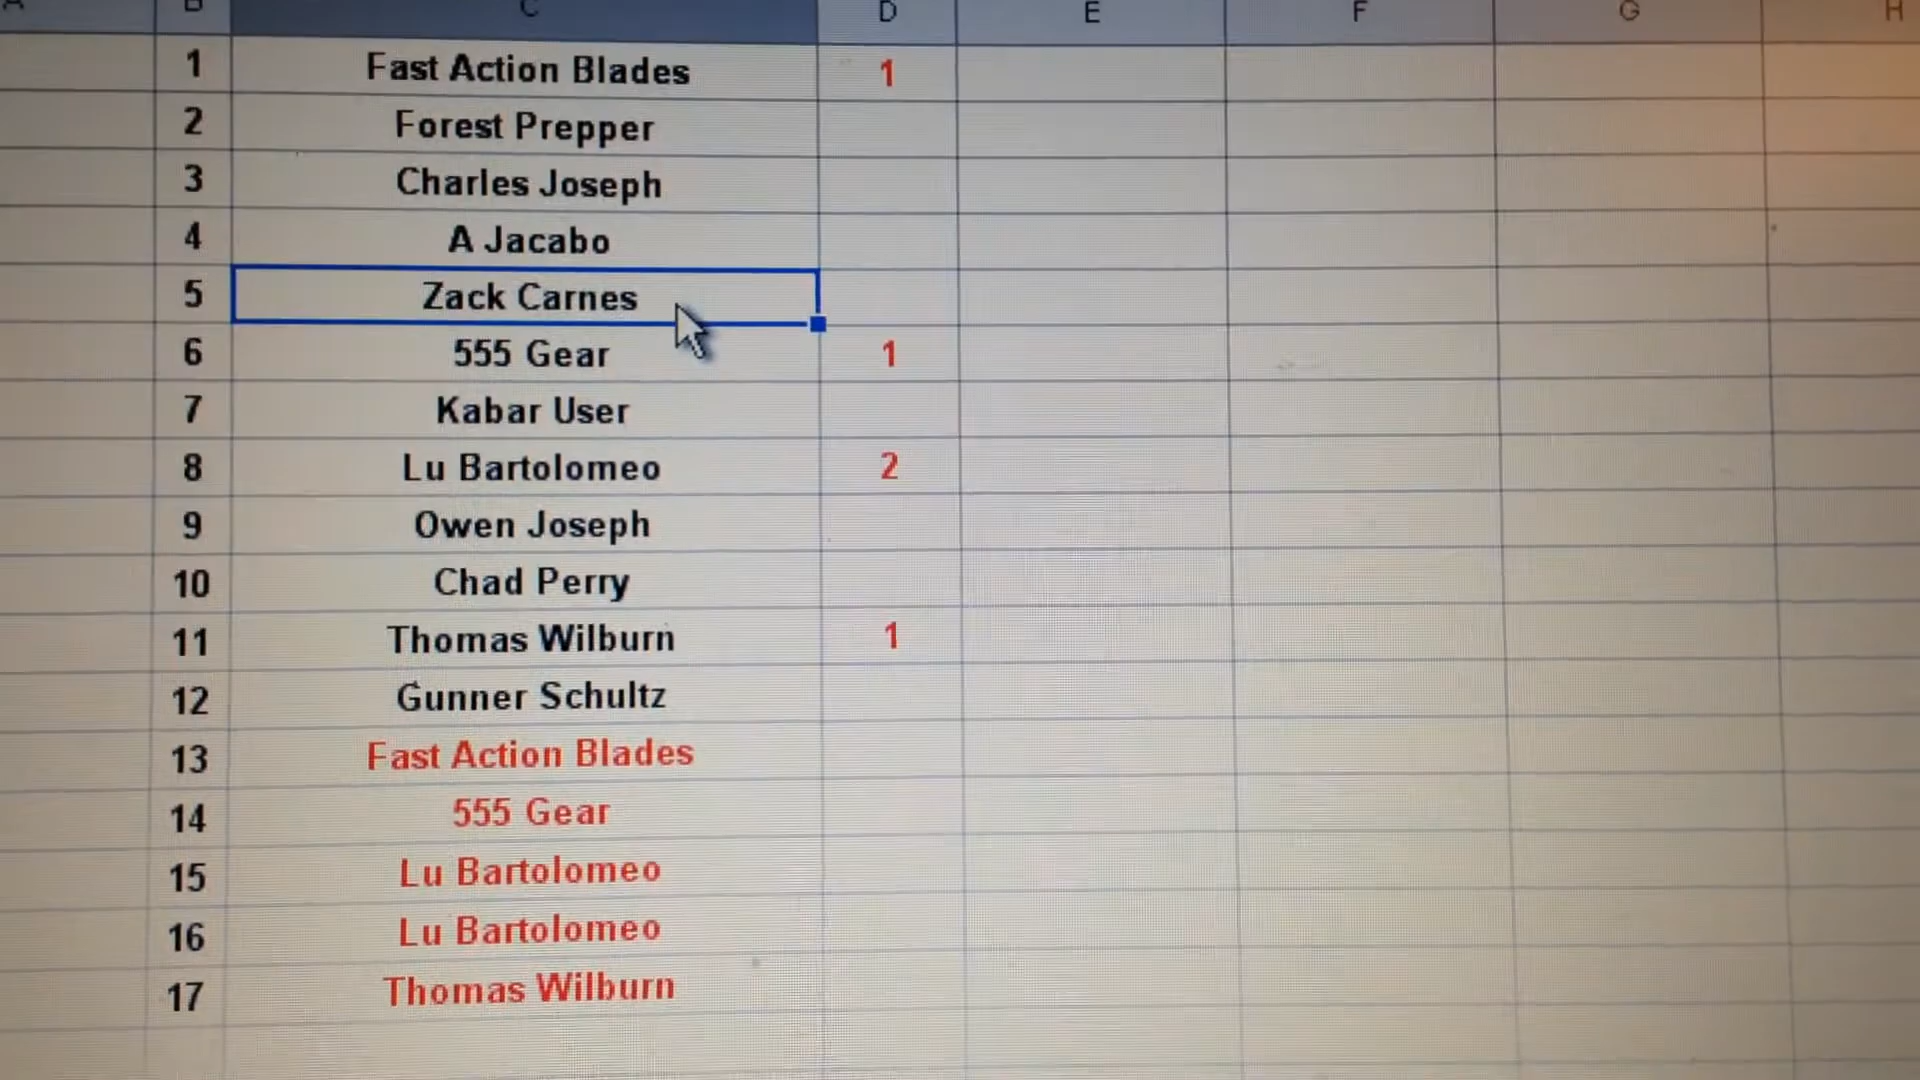 A B C D E F G H
1 Fast Action Blades 1
2 Forest Prepper
3 Charles Joseph
4 A Jacabo
5 Zack Carnes
6 555 Gear 1
7 Kabar User
8 Lu Bartolomeo 2
9 Owen Joseph
10 Chad Perry
11 Thomas Wilburn 1
12 Gunner Schultz
13 Fast Action Blades
14 555 Gear
15 Lu Bartolomeo
16 Lu Bartolomeo
17 Thomas Wilburn